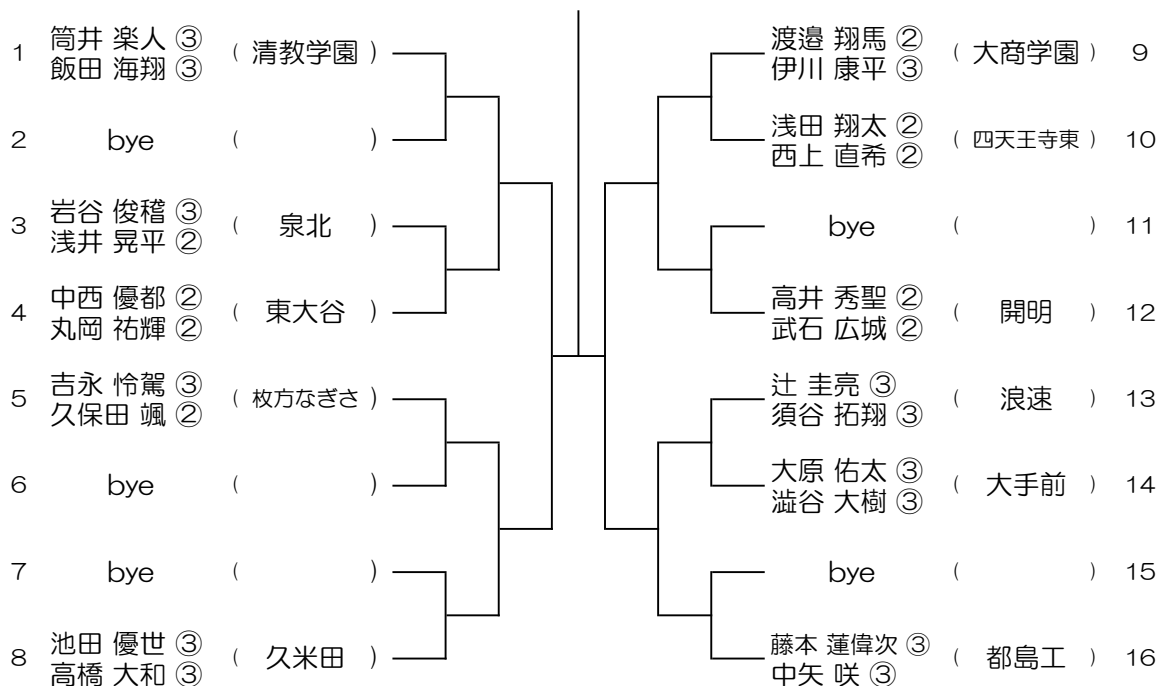 1 筒井 楽人 ③ ( 清教学園 )
飯田 海翔 ③
2 bye ( )
3 岩谷 俊稽 ③ ( 泉北 )
浅井 晃平 ②
4 中西 優都 ② ( 東大谷 )
丸岡 祐輝 ②
5 吉永 怜駕 ③ ( 枚方なぎさ )
久保田 颯 ②
6 bye ( )
7 bye ( )
8 池田 優世 ③ ( 久米田 )
高橋 大和 ③
渡邉 翔馬 ② ( 大商学園 ) 9
伊川 康平 ③
浅田 翔太 ② ( 四天王寺東 ) 10
西上 直希 ②
bye ( ) 11
高井 秀聖 ② ( 開明 ) 12
武石 広城 ②
辻 圭亮 ③ ( 浪速 ) 13
須谷 拓翔 ③
大原 佑太 ③ ( 大手前 ) 14
澁谷 大樹 ③
bye ( ) 15
藤本 蓮偉次 ③ ( 都島工 ) 16
中矢 咲 ③